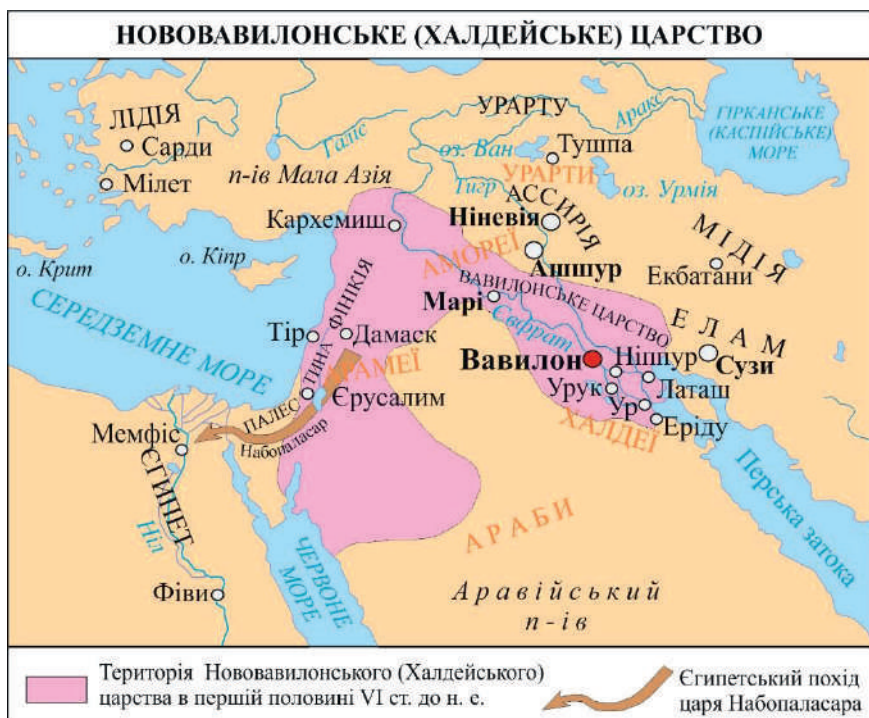 НОВОВАВИЛОНСЬКЕ (ХАЛДЕЙСЬКЕ) ЦАРСТВО
ЛІДІЯ
Сарди
Мілет
Галіс
п-ів Мала Азія
УРАРТУ
Аракс
ГІРКАНСЬКЕ
(КАСПІЙСЬКЕ)
МОРЕ
оз. Ван
Тушпа
УРАРТИ
Тигр
оз. Урмія
АССИРІЯ
Кархемиш
Ніневія
Ашшур
АМОРЕЇ
МІДІЯ
Екбатани
о. Крит
о. Кіпр
СЕРЕДЗЕМНЕ МОРЕ
ФІНІКІЯ
Марі
ВАВИЛОНСЬКЕ ЦАРСТВО
Євфрат
ЕЛАМ
Сузи
Тір
Дамаск
АРАМЕЇ
Вавилон
Ніппур
Урук
Латаш
Ур
Еріду
ХАЛДЕЇ
ПАЛЕСТИНА
Єрусалим
Набопаласар
Мемфіс
ЄГИПЕТ
Ніл
Фіви
ЧЕРВОНЕ
МОРЕ
АРАБИ
Перська затока
Аравійський
п-ів
Територія Нововавилонського (Халдейського)
царства в першій половині VI ст. до н. е.
Єгипетський похід
царя Набопаласара